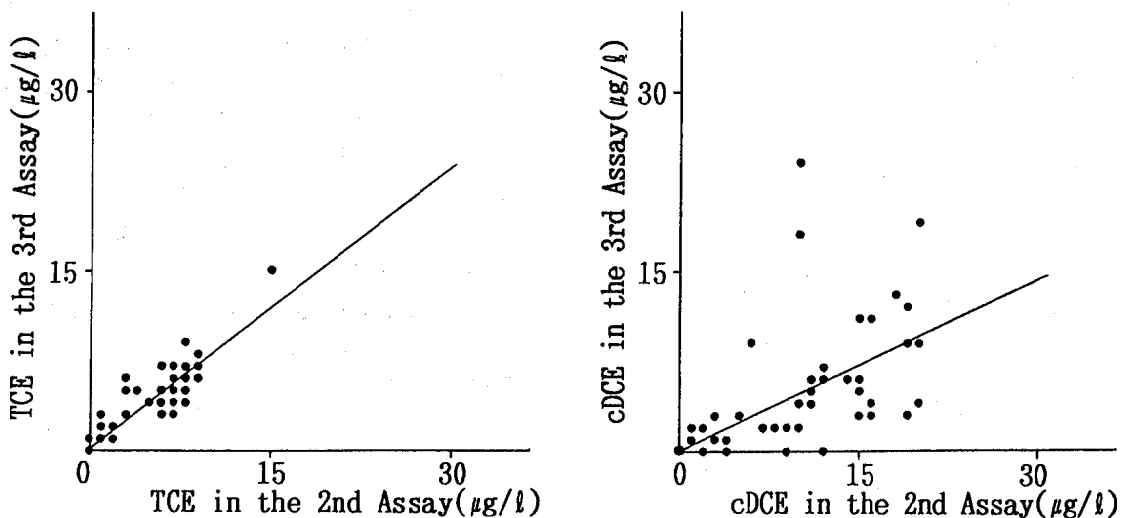 TCE in the 3rd Assay(μg/ℓ)
30
15
0
15
30
TCE in the 2nd Assay(μg/ℓ)
cDCE in the 3rd Assay(μg/ℓ)
30
15
0
15
30
cDCE in the 2nd Assay(μg/ℓ)